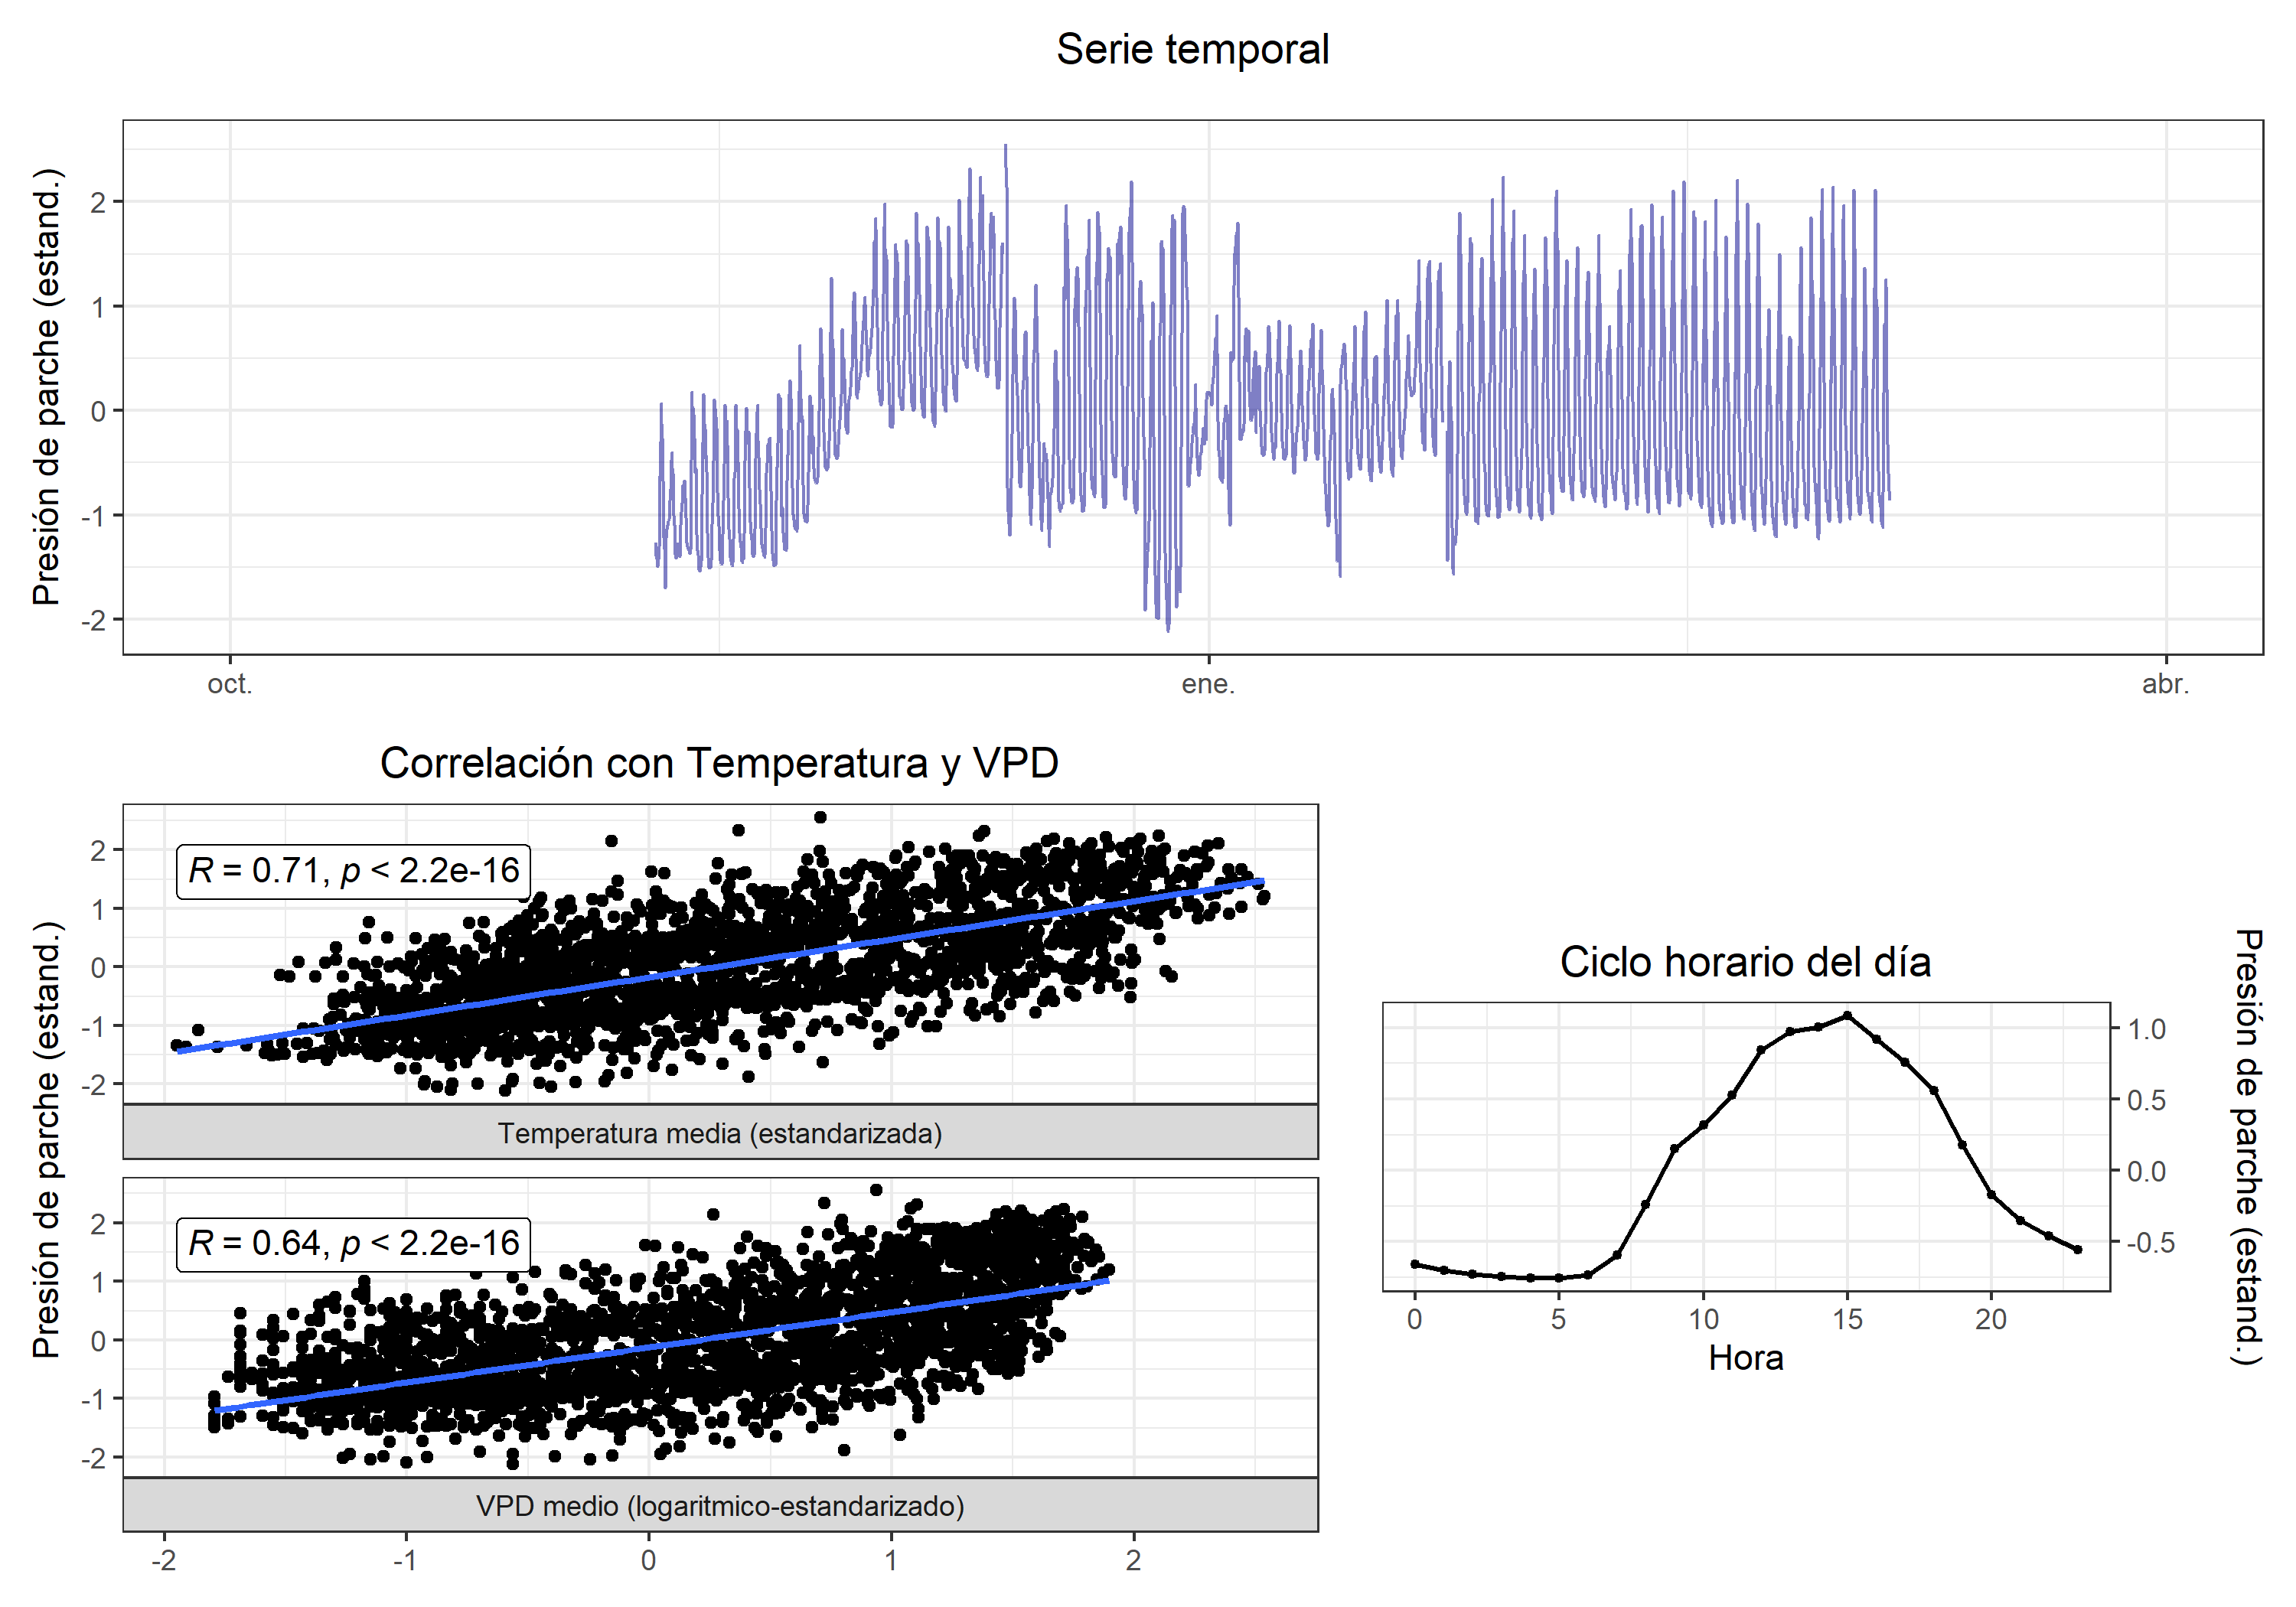 Serie temporal
Presión de parche (estand.)
2
1
0
-1
-2
oct.
ene.
abr.
Correlación con Temperatura y VPD
Presión de parche (estand.)
2
1
0
-1
-2
R = 0.71, p < 2.2e-16
Temperatura media (estandarizada)
2
1
0
-1
-2
R = 0.64, p < 2.2e-16
VPD medio (logaritmico-estandarizado)
-2
-1
0
1
2
Ciclo horario del día
1.0
0.5
0.0
-0.5
Presión de parche (estand.)
0
5
10
15
20
Hora